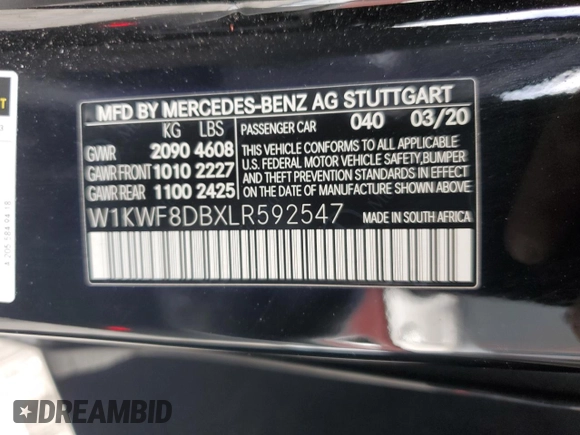 MFD BY MERCEDES-BENZ AG STUTTGART
KG LBS PASSENGER CAR 040 03/20
GVWR 2090 4608
GAWR FRONT 1010 2227
GAWR REAR 1100 2425
THIS VEHICLE CONFORMS TO ALL APPLICABLE
U.S. FEDERAL MOTOR VEHICLE SAFETY, BUMPER
AND THEFT PREVENTION STANDARDS IN EFFECT
ON THE DATE OF MANUFACTURE SHOWN ABOVE.
W1KWF8DBXLR592547 MADE IN SOUTH AFRICA
DREAMBID